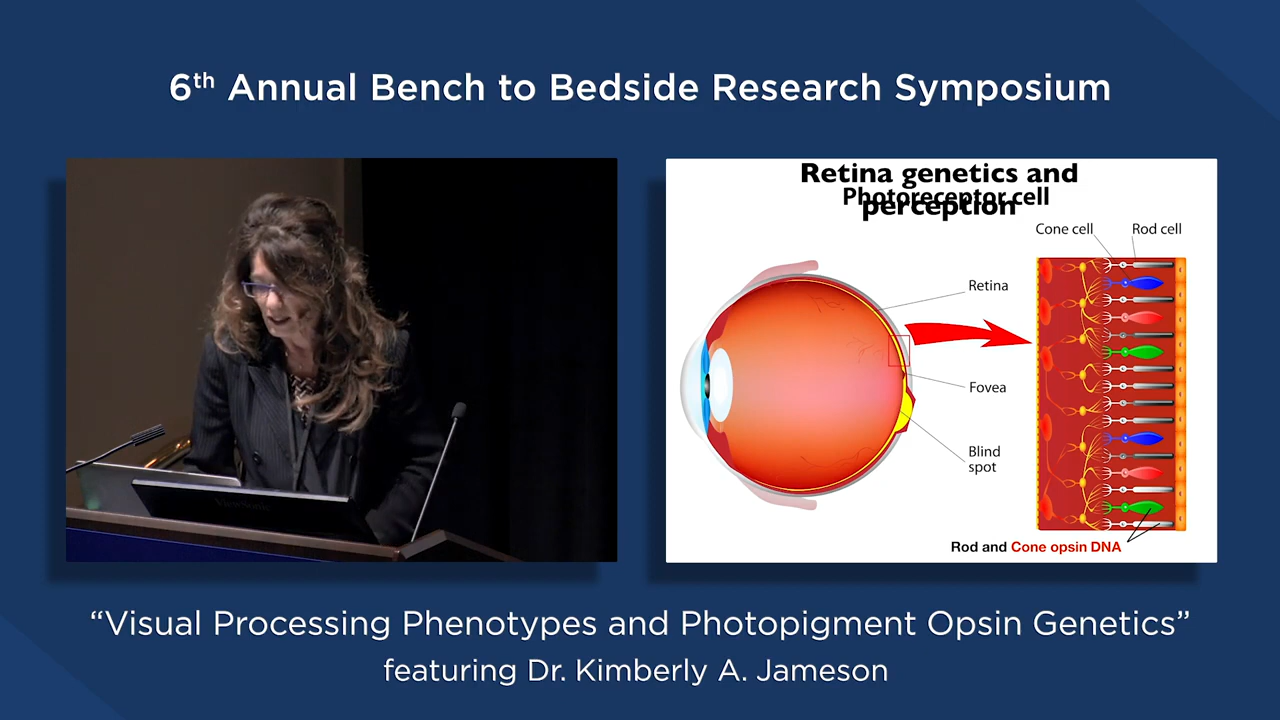 6th Annual Bench to Bedside Research Symposium
ViewSonic
Retina genetics and
Photoreceptor cell
perception
Cone cell
Rod cell
Retina
Fovea
Blind
spot
Rod and Cone opsin DNA
“Visual Processing Phenotypes and Photopigment Opsin Genetics”
featuring Dr. Kimberly A. Jameson